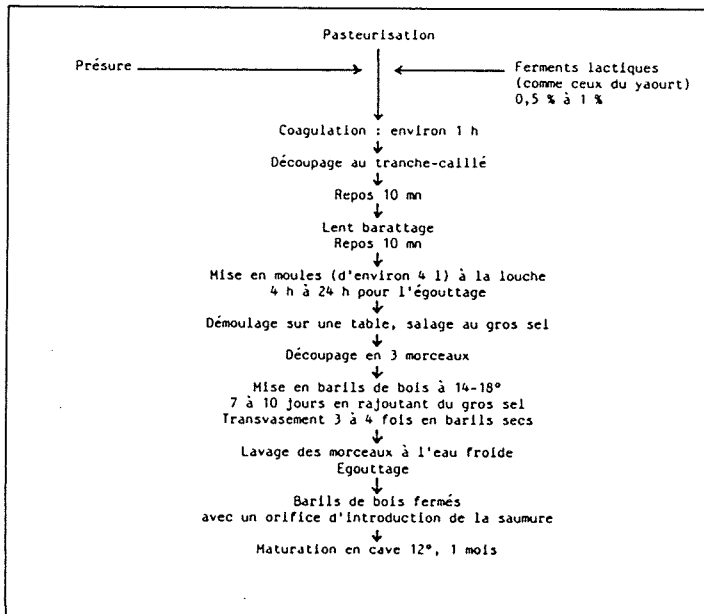 Pasteurisation
Présure
Ferments lactiques
(comme ceux du yaourt)
0,5 % à 1 %
Coagulation : environ 1 h
Découpage au tranche-caillé
Repos 10 mn
Lent barattage
Repos 10 mn
Mise en moules (d'environ 4 l) à la louche
4 h à 24 h pour l'égouttage
Démoulage sur une table, salage au gros sel
Découpage en 3 morceaux
Mise en barils de bois à 14-18°
7 à 10 jours en rajoutant du gros sel
Transvasement 3 à 4 fois en barils secs
Lavage des morceaux à l'eau froide
Egouttage
Barils de bois fermés
avec un orifice d'introduction de la saumure
Maturation en cave 12°, 1 mois